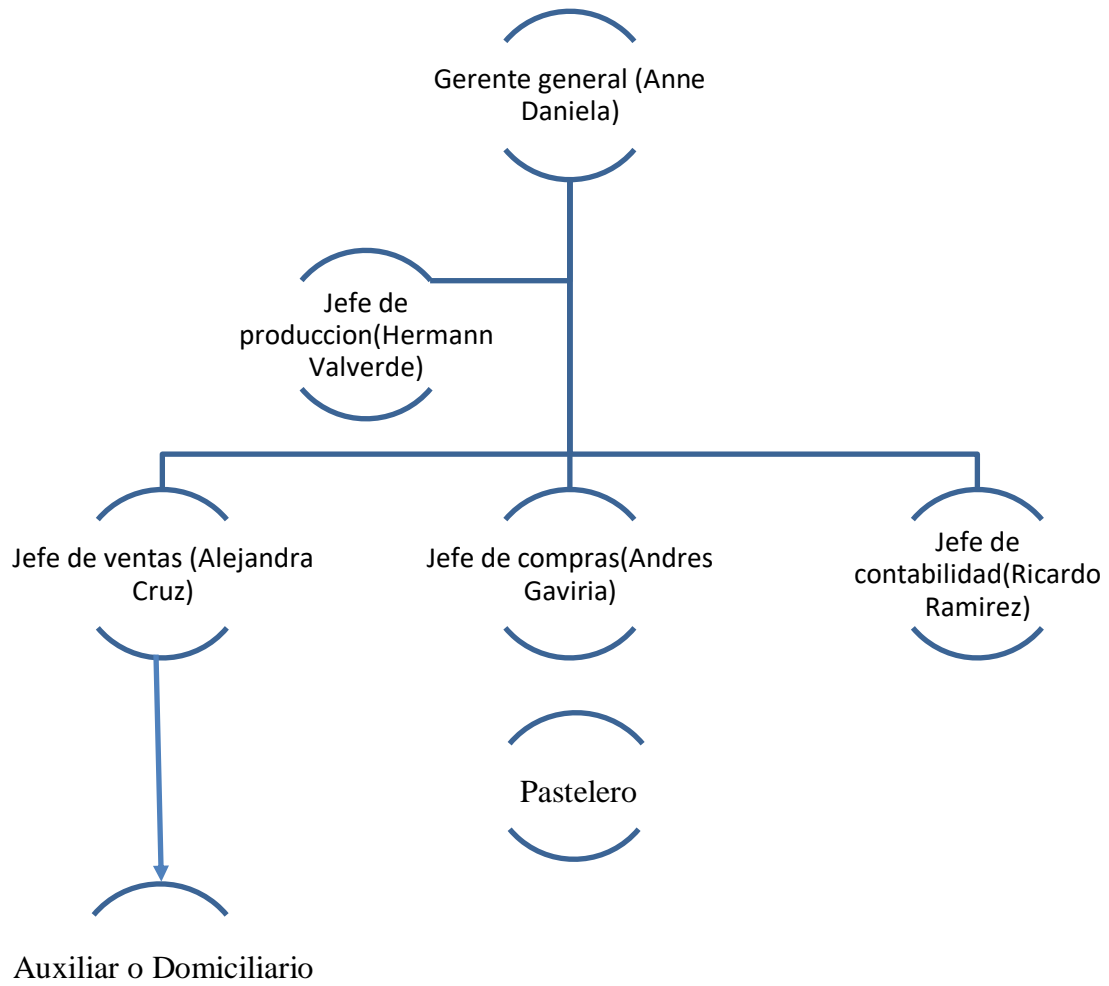 Gerente general (Anne
Daniela)
Jefe de
produccion(Hermann
Valverde)
Jefe de ventas (Alejandra
Cruz)
Jefe de compras(Andres
Gaviria)
Jefe de
contabilidad(Ricardo
Ramirez)
Pastelero
Auxiliar o Domiciliario